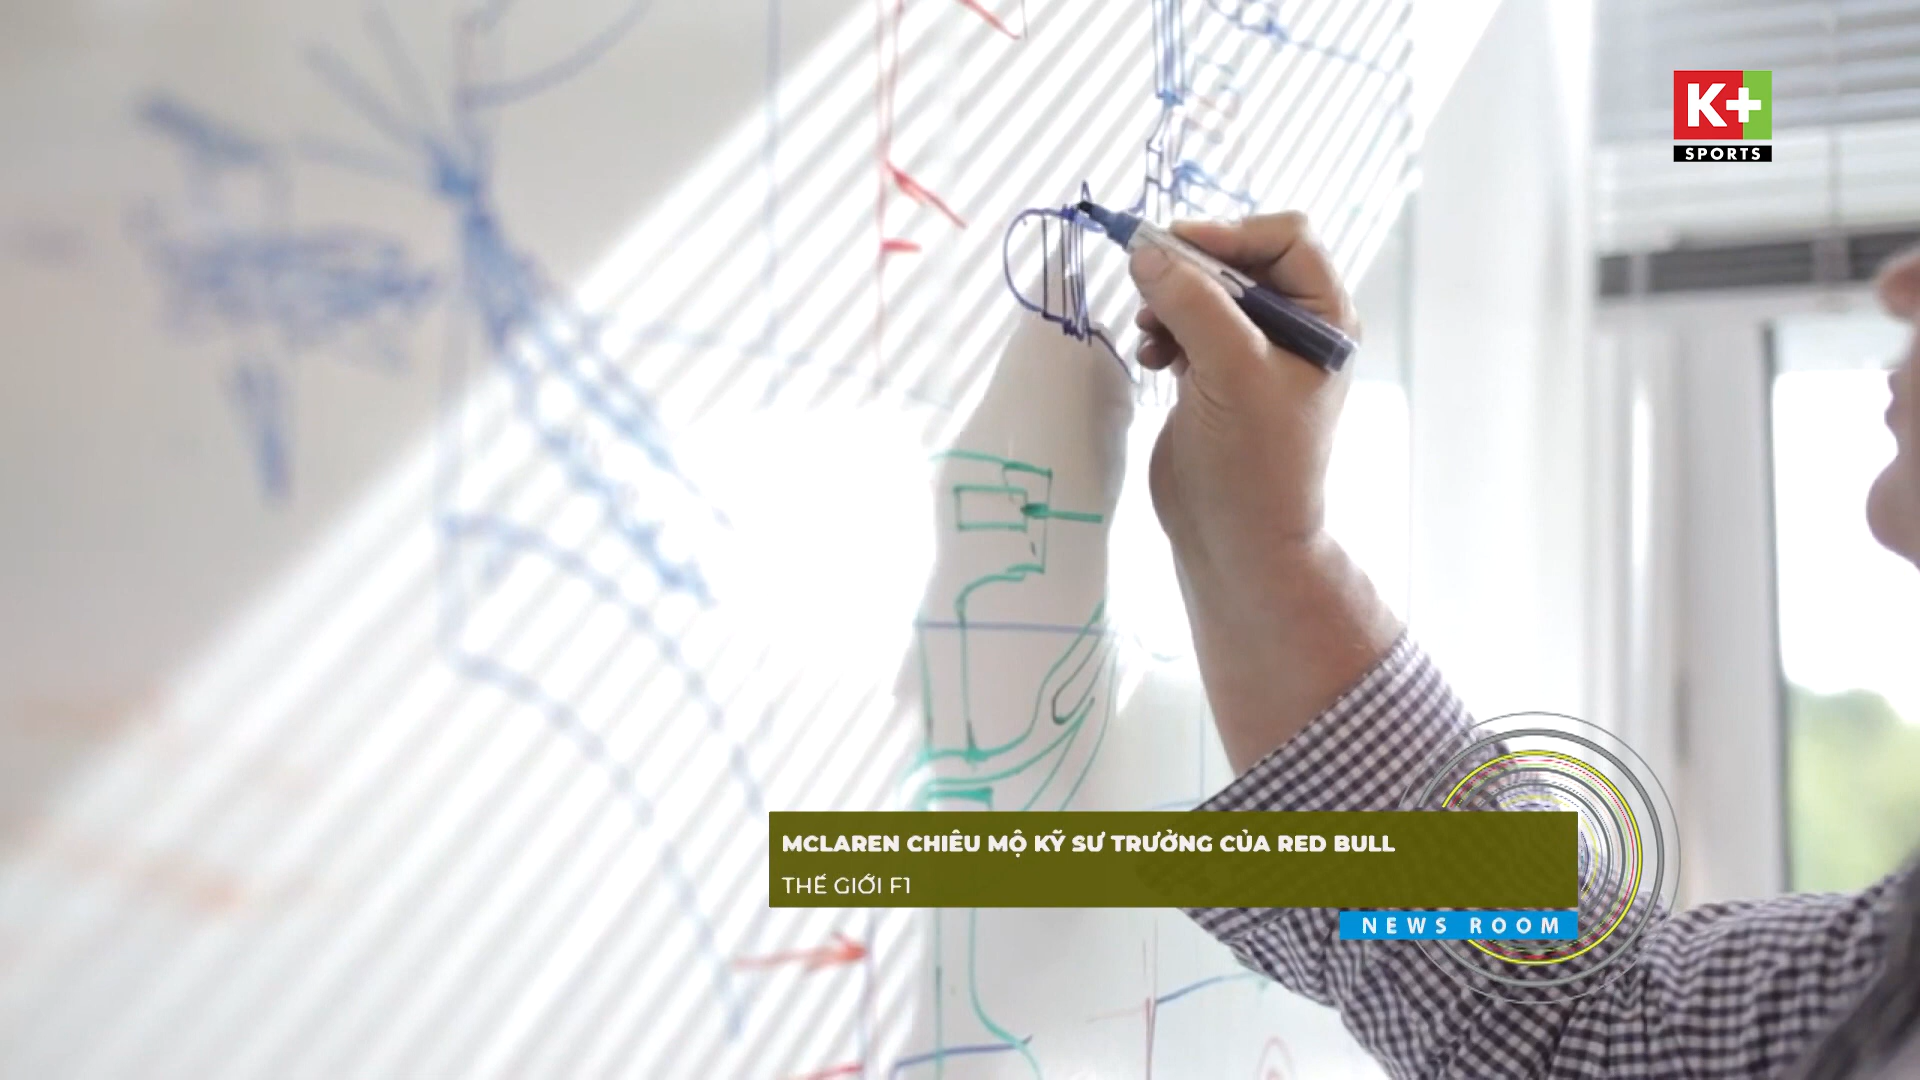 K+
SPORTS
MCLAREN CHIÊU MỘ KỸ SƯ TRƯỞNG CỦA RED BULL
THẾ GIỚI F1
NEWS ROOM